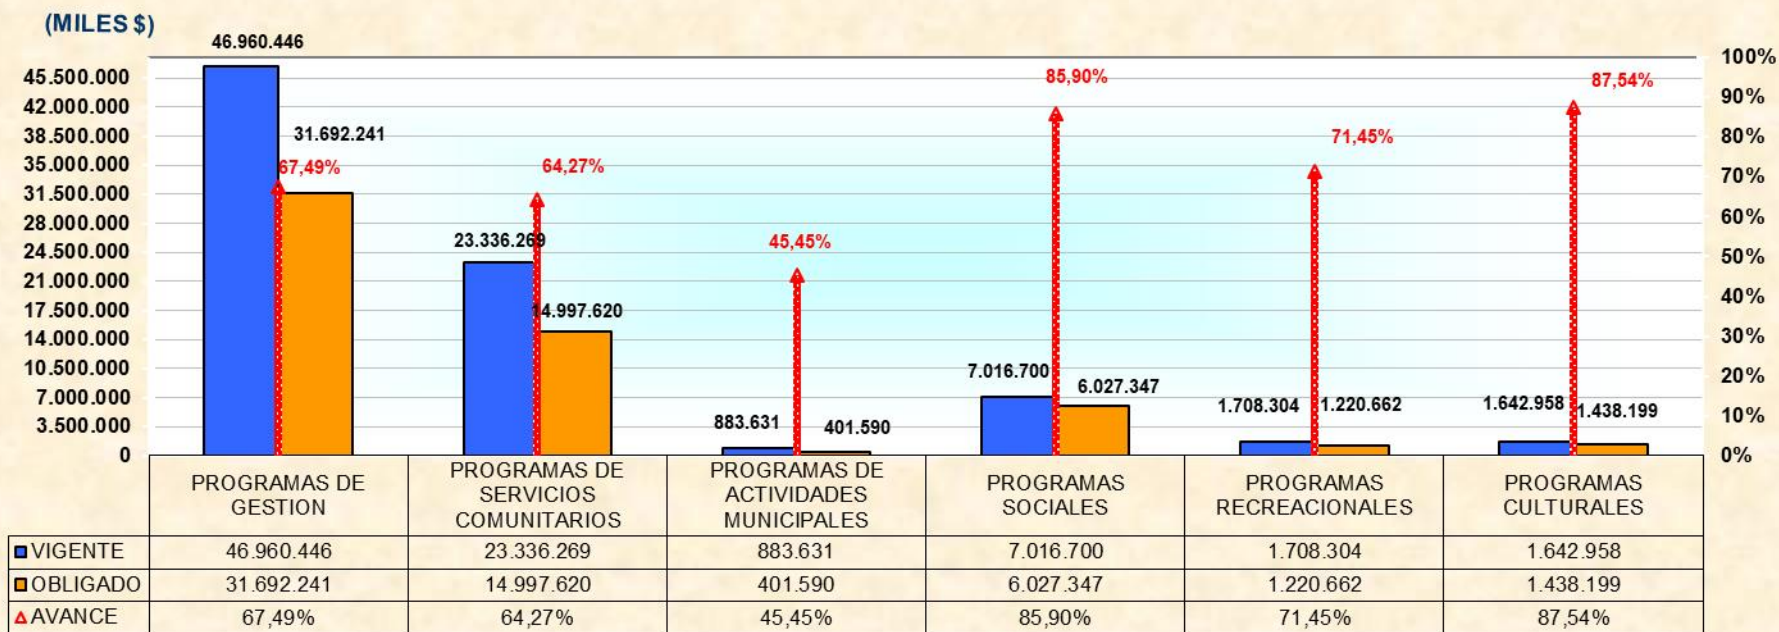 (MILES $)
46.960.446
31.692.241
67,49%
23.336.269
14.997.620
64,27%
883.631
401.590
45,45%
7.016.700
6.027.347
85,90%
1.708.304
1.220.662
71,45%
1.642.958
1.438.199
87,54%
45.500.000
42.000.000
38.500.000
35.000.000
31.500.000
28.000.000
24.500.000
21.000.000
17.500.000
14.000.000
10.500.000
7.000.000
3.500.000
0
100%
90%
80%
70%
60%
50%
40%
30%
20%
10%
0%
PROGRAMAS DE
GESTION
PROGRAMAS DE
SERVICIOS
COMUNITARIOS
PROGRAMAS DE
ACTIVIDADES
MUNICIPALES
PROGRAMAS
SOCIALES
PROGRAMAS
RECREACIONALES
PROGRAMAS
CULTURALES
VIGENTE 46.960.446 23.336.269 883.631 7.016.700 1.708.304 1.642.958
OBLIGADO 31.692.241 14.997.620 401.590 6.027.347 1.220.662 1.438.199
AVANCE 67,49% 64,27% 45,45% 85,90% 71,45% 87,54%